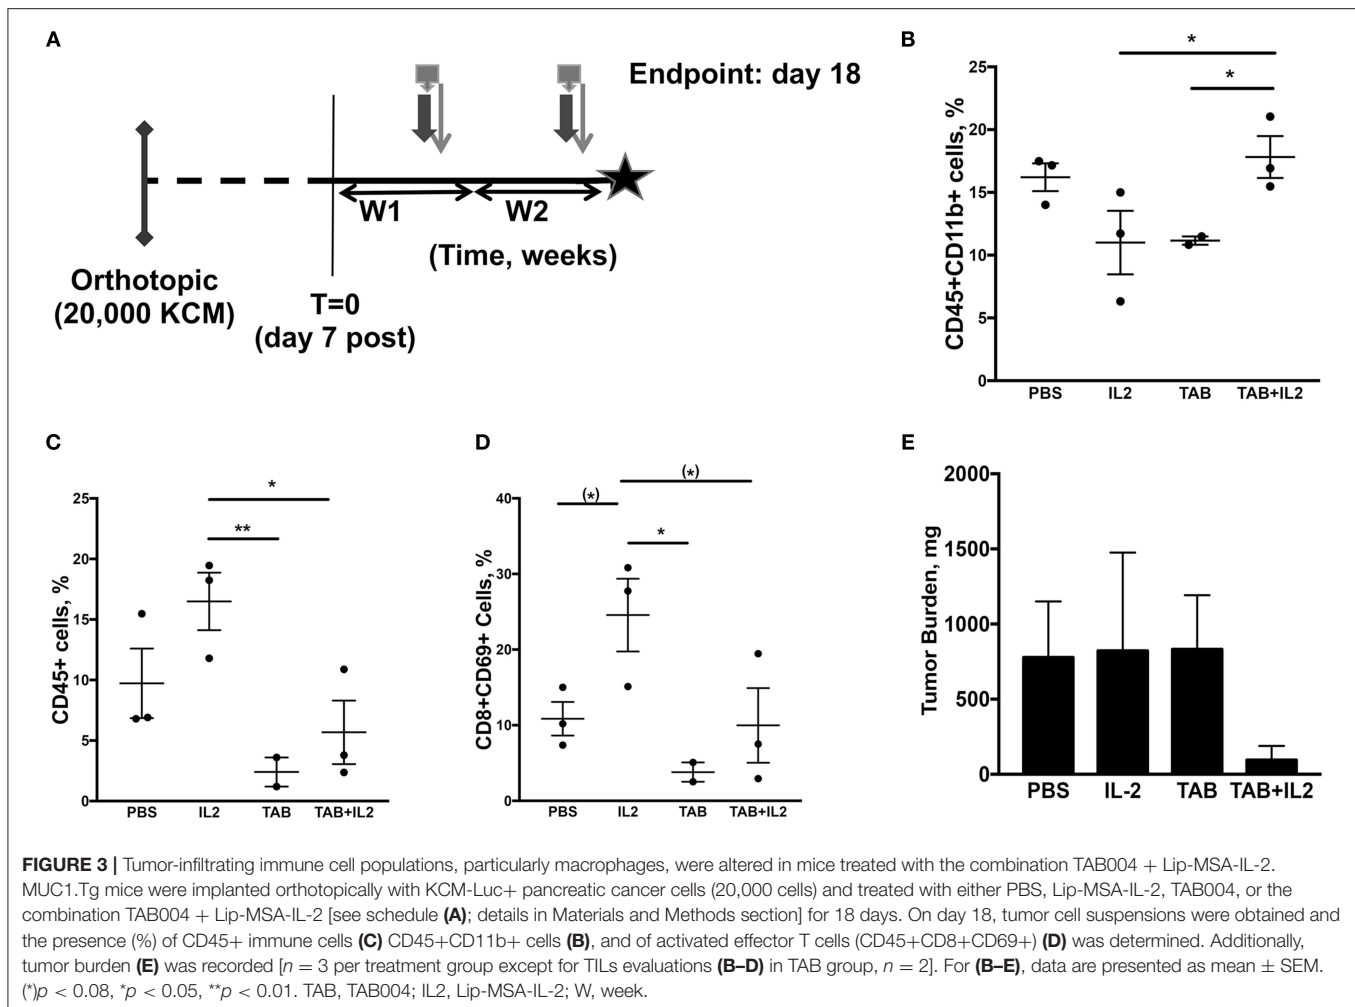 A
Endpoint: day 18
W1
W2
(Time, weeks)
Orthotopic
(20,000 KCM)
T=0
(day 7 post)
B
*
*
CD45+CD11b+ cells, %
25
20
15
10
5
0
PBS IL2 TAB TAB+IL2
C
*
**
CD45+ cells, %
25
20
15
10
5
0
PBS IL2 TAB TAB+IL2
D
(*)
(*)
*
CD8+CD69+ Cells, %
40
30
20
10
0
PBS IL2 TAB TAB+IL2
E
Tumor Burden, mg
2000
1500
1000
500
0
PBS IL-2 TAB TAB+IL2
FIGURE 3 | Tumor-infiltrating immune cell populations, particularly macrophages, were altered in mice treated with the combination TAB004 + Lip-MSA-IL-2.
MUC1.Tg mice were implanted orthotopically with KCM-Luc+ pancreatic cancer cells (20,000 cells) and treated with either PBS, Lip-MSA-IL-2, TAB004, or the
combination TAB004 + Lip-MSA-IL-2 [see schedule (A); details in Materials and Methods section] for 18 days. On day 18, tumor cell suspensions were obtained and
the presence (%) of CD45+ immune cells (C) CD45+CD11b+ cells (B), and of activated effector T cells (CD45+CD8+CD69+) (D) was determined. Additionally,
tumor burden (E) was recorded [n = 3 per treatment group except for TILs evaluations (B–D) in TAB group, n = 2]. For (B–E), data are presented as mean ± SEM.
(*)p < 0.08, *p < 0.05, **p < 0.01. TAB, TAB004; IL2, Lip-MSA-IL-2; W, week.